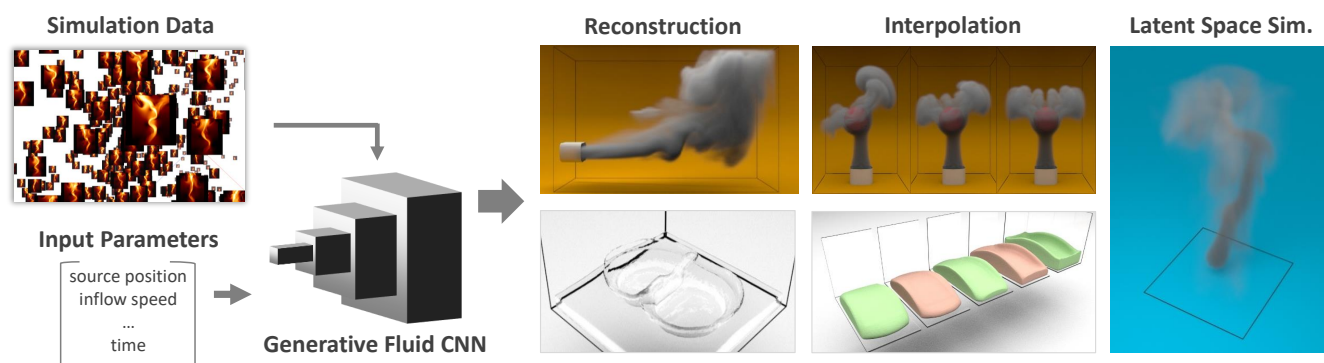 Simulation Data
Reconstruction
Interpolation
Latent Space Sim.
Input Parameters
source position
inflow speed
...
time
Generative Fluid CNN